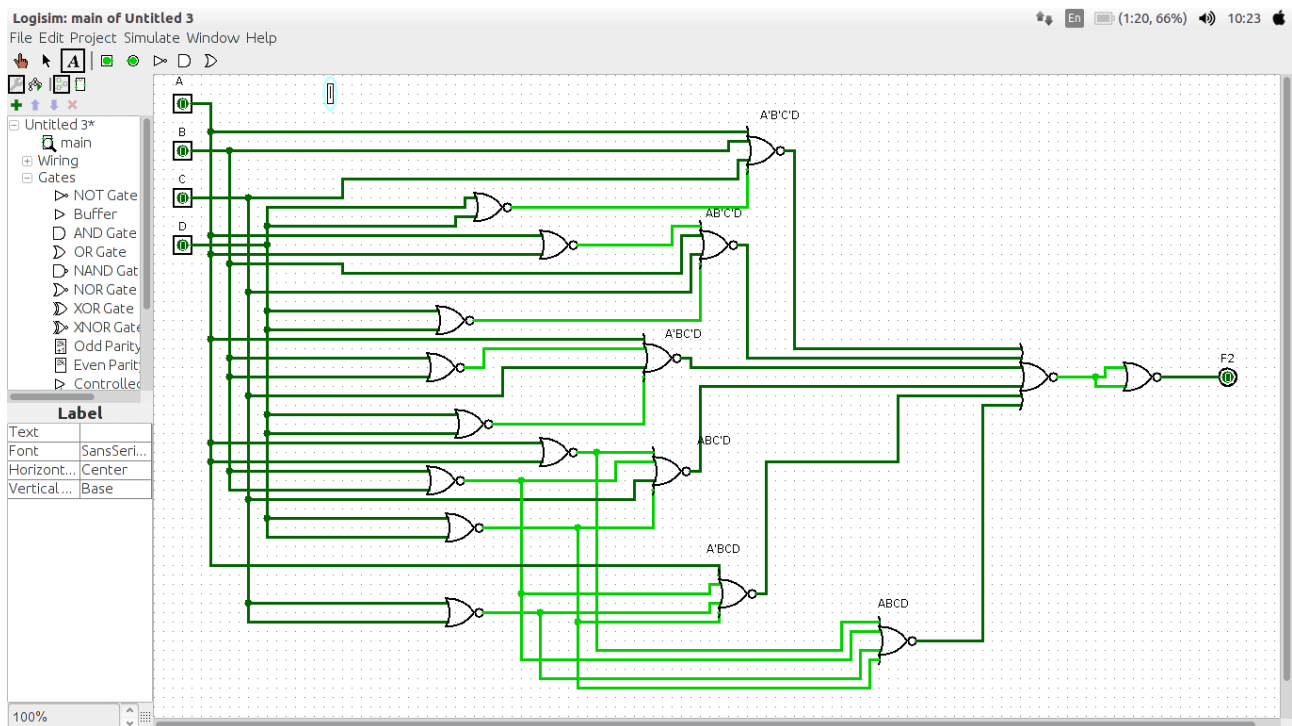 Logisim: main of Untitled 3
En (1:20, 66%) 10:23
File Edit Project Simulate Window Help
A
Untitled 3*
main
Wiring
Gates
NOT Gate
Buffer
AND Gate
OR Gate
NAND Gat
NOR Gate
XOR Gate
XNOR Gate
Odd Parity
Even Parit
Controlled
Label
Text
Font SansSeri...
Horizont... Center
Vertical ... Base
100%
A
B
C
D
A'B'C'D
AB'C'D
A'BC'D
ABC'D
A'BCD
ABCD
F2